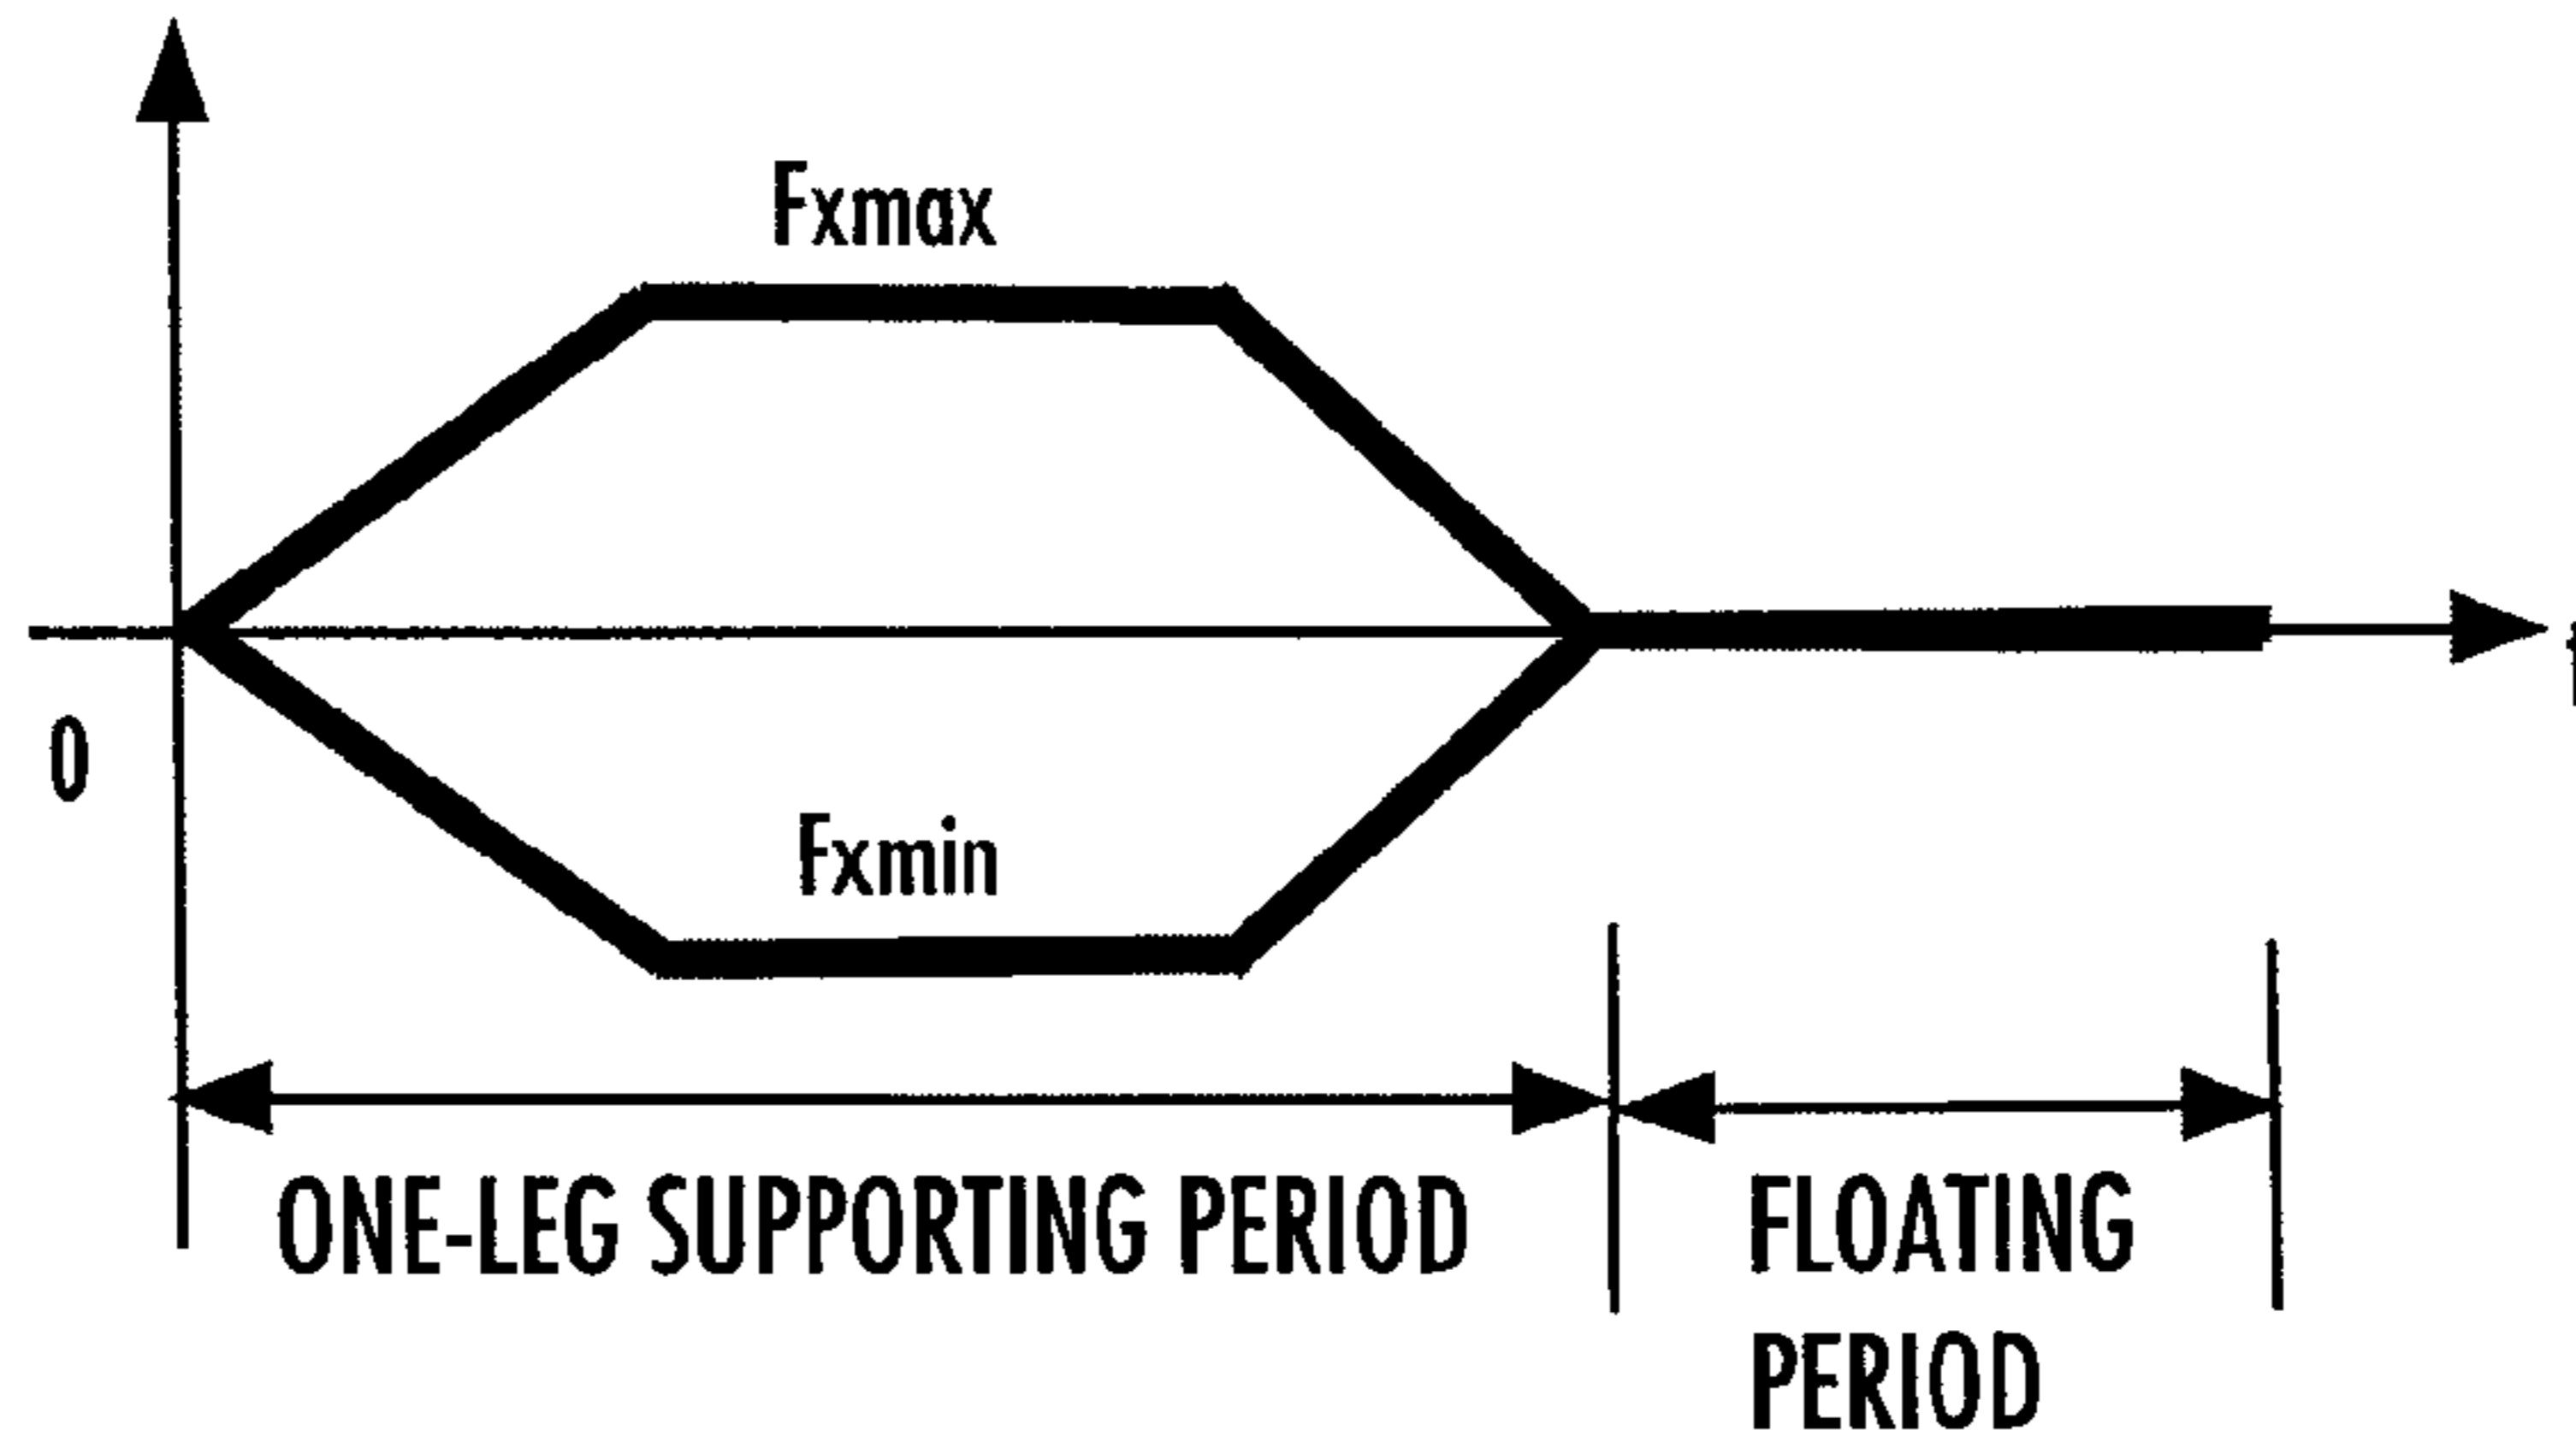 Fxmax
t
0
Fxmin
ONE-LEG SUPPORTING PERIOD
FLOATING
PERIOD